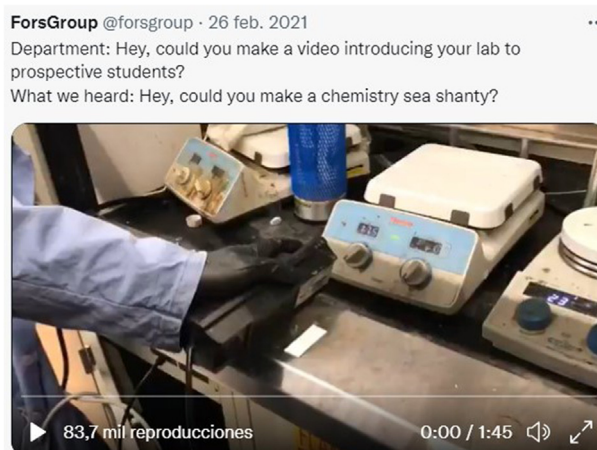 ForsGroup @forsgroup · 26 feb. 2021
Department: Hey, could you make a video introducing your lab to
prospective students?
What we heard: Hey, could you make a chemistry sea shanty?
83,7 mil reproducciones
0:00 / 1:45